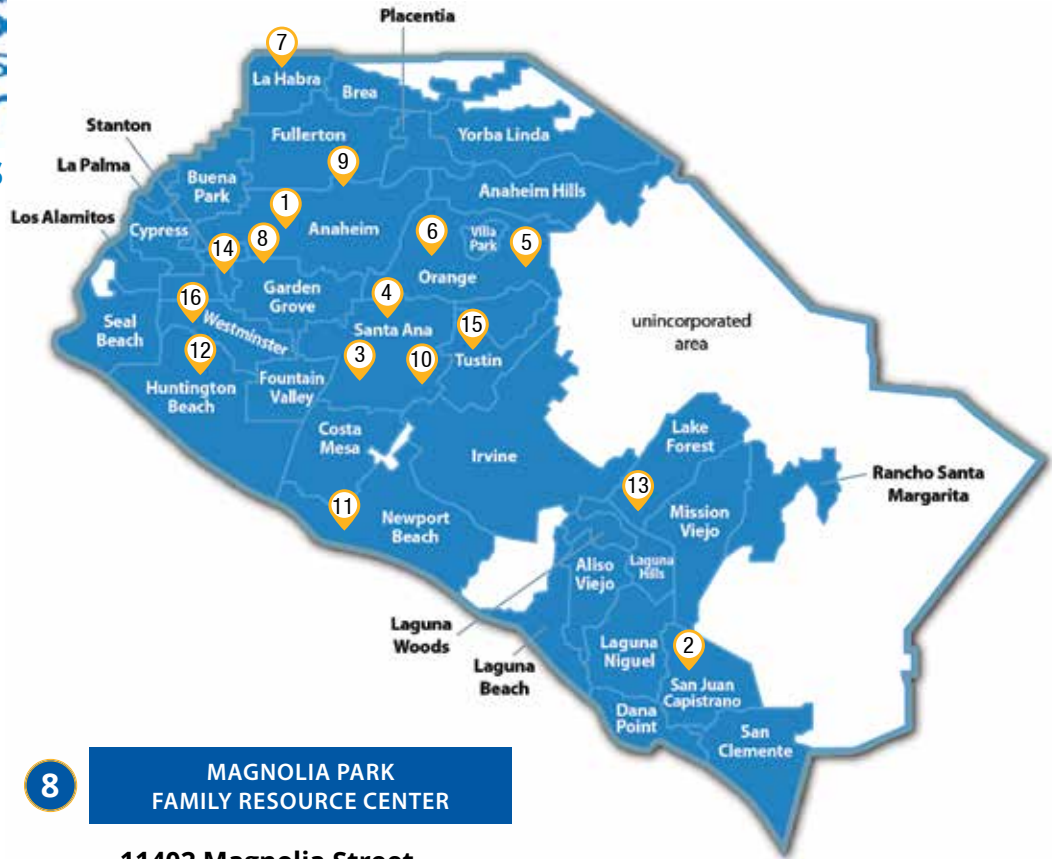 Placentia
7
La Habra
Brea
Stanton
Fullerton
Yorba Linda
La Palma
9
Buena
Park
Anaheim Hills
1
Los Alamitos
Cypress
Anaheim
6
Villa
Park
5
8
14
Orange
Garden
Grove
4
16
Seal
Beach
Westminster
Santa Ana
15
unincorporated
area
12
3
10
Tustin
Huntington
Beach
Fountain
Valley
Costa
Mesa
Irvine
Lake
Forest
Rancho Santa
Margarita
13
11
Newport
Beach
Mission
Viejo
Aliso
Viejo
Laguna
Hills
Laguna
Woods
Laguna
Beach
Laguna
Niguel
2
San Juan
Capistrano
Dana
Point
San
Clemente
8
MAGNOLIA PARK
FAMILY RESOURCE CENTER
11402 Magnolia Street